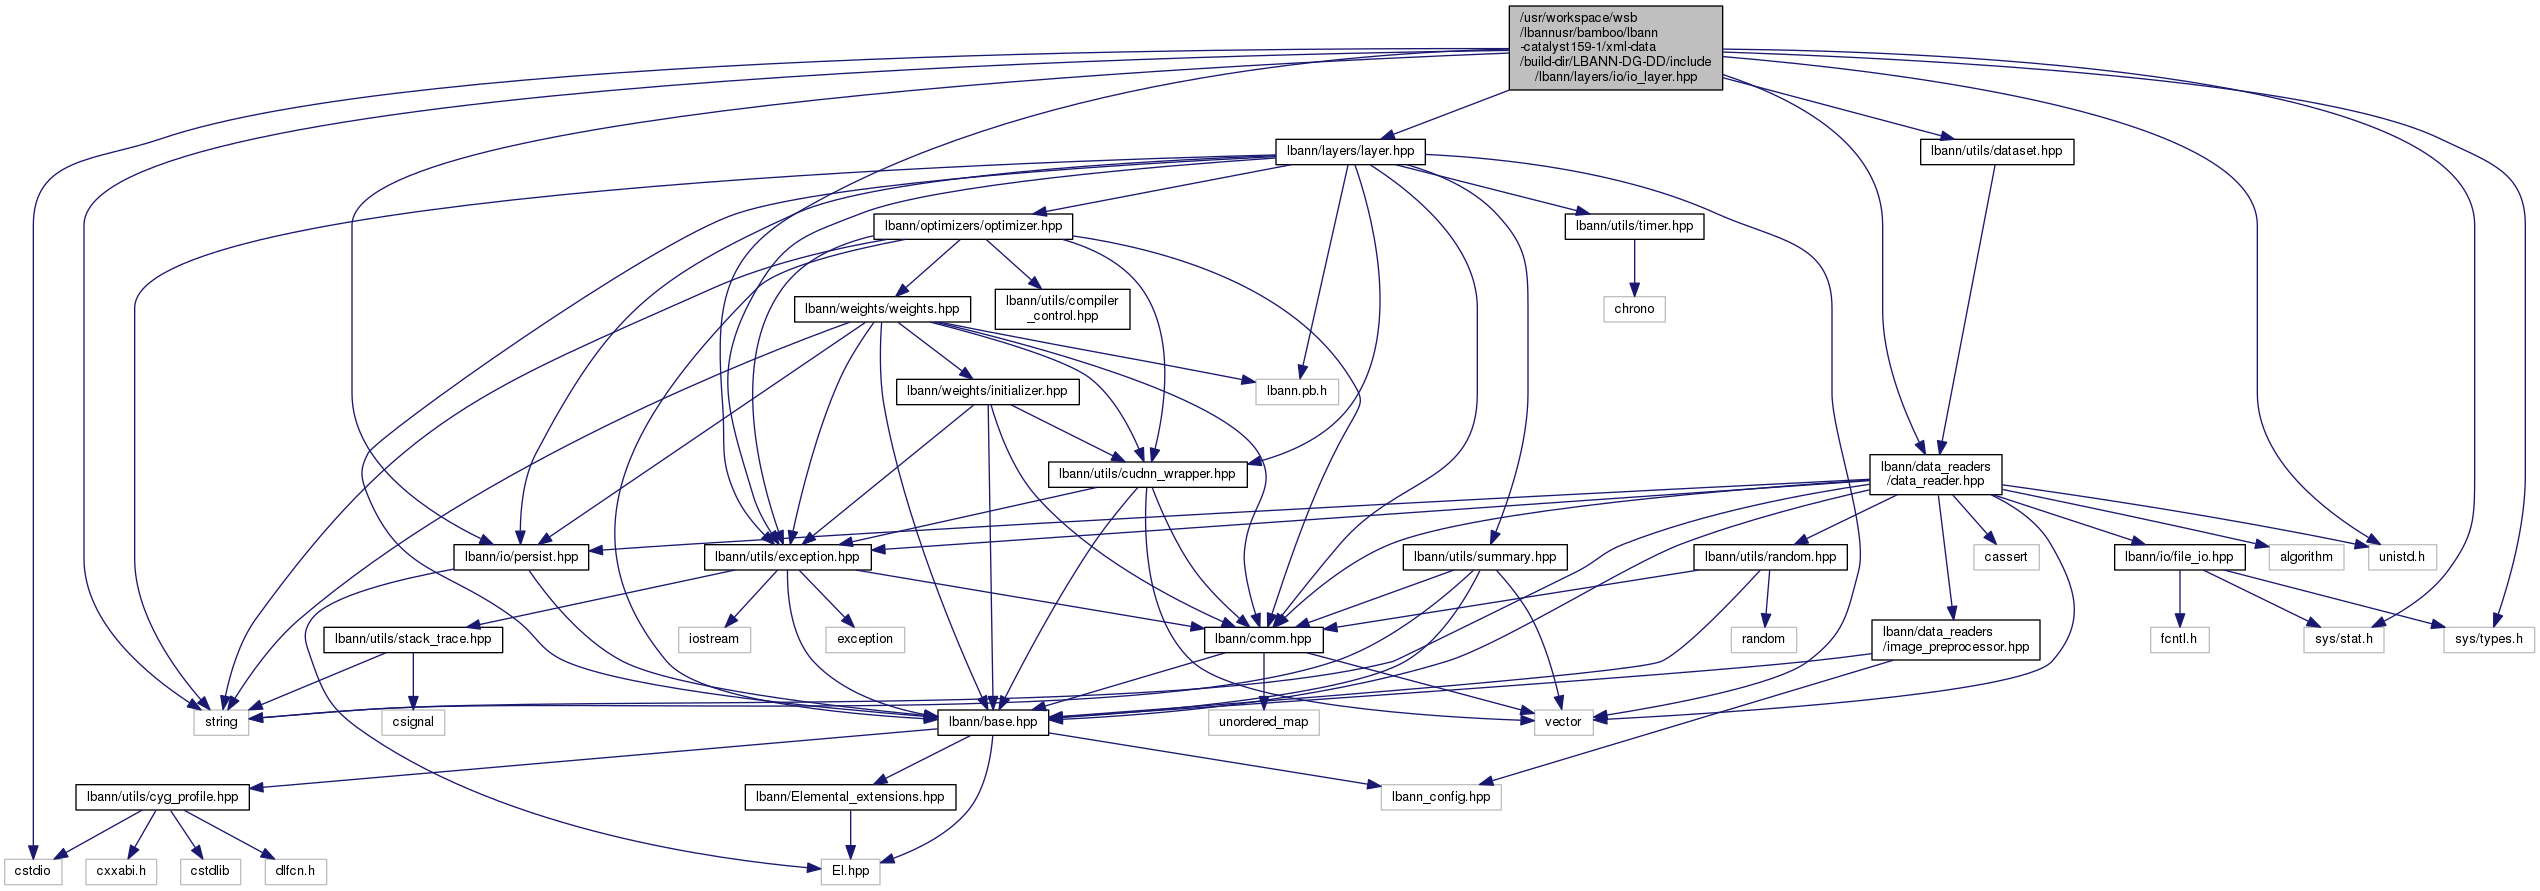 /usr/workspace/wsb
/lbannusr/bamboo/lbann
-catalyst159-1/xml-data
/build-dir/LBANN-DG-DD/include
/lbann/layers/io/io_layer.hpp
lbann/layers/layer.hpp
lbann/utils/dataset.hpp
lbann/optimizers/optimizer.hpp
lbann/utils/timer.hpp
lbann/weights/weights.hpp
lbann/utils/compiler
_control.hpp
chrono
lbann/weights/initializer.hpp
lbann.pb.h
lbann/utils/cudnn_wrapper.hpp
lbann/data_readers
/data_reader.hpp
lbann/io/persist.hpp
lbann/utils/exception.hpp
lbann/utils/summary.hpp
lbann/utils/random.hpp
cassert
lbann/io/file_io.hpp
algorithm
unistd.h
lbann/utils/stack_trace.hpp
iostream
exception
lbann/comm.hpp
random
lbann/data_readers
/image_preprocessor.hpp
fcntl.h
sys/stat.h
sys/types.h
string
csignal
lbann/base.hpp
unordered_map
vector
lbann/utils/cyg_profile.hpp
lbann/Elemental_extensions.hpp
lbann_config.hpp
cstdio
cxxabi.h
cstdlib
dlfcn.h
El.hpp